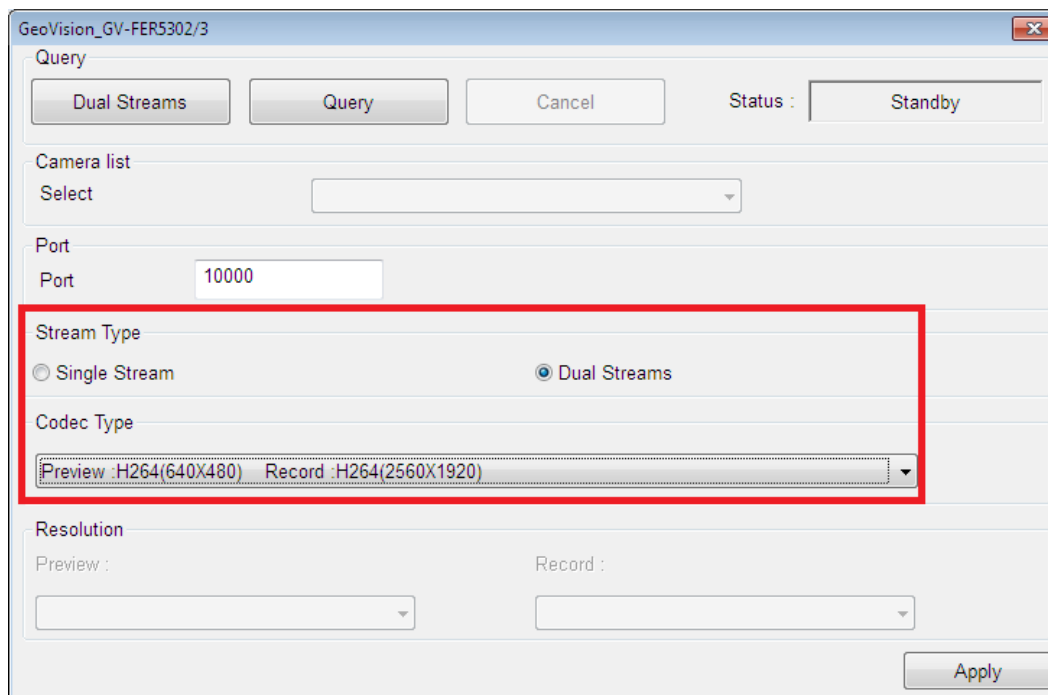 GeoVision_GV-FER5302/3
Query
Dual Streams Query Cancel Status : Standby
Camera list
Select
Port
Port 10000
Stream Type
Single Stream Dual Streams
Codec Type
Preview :H264(640X480) Record :H264(2560X1920)
Resolution
Preview : Record :
Apply